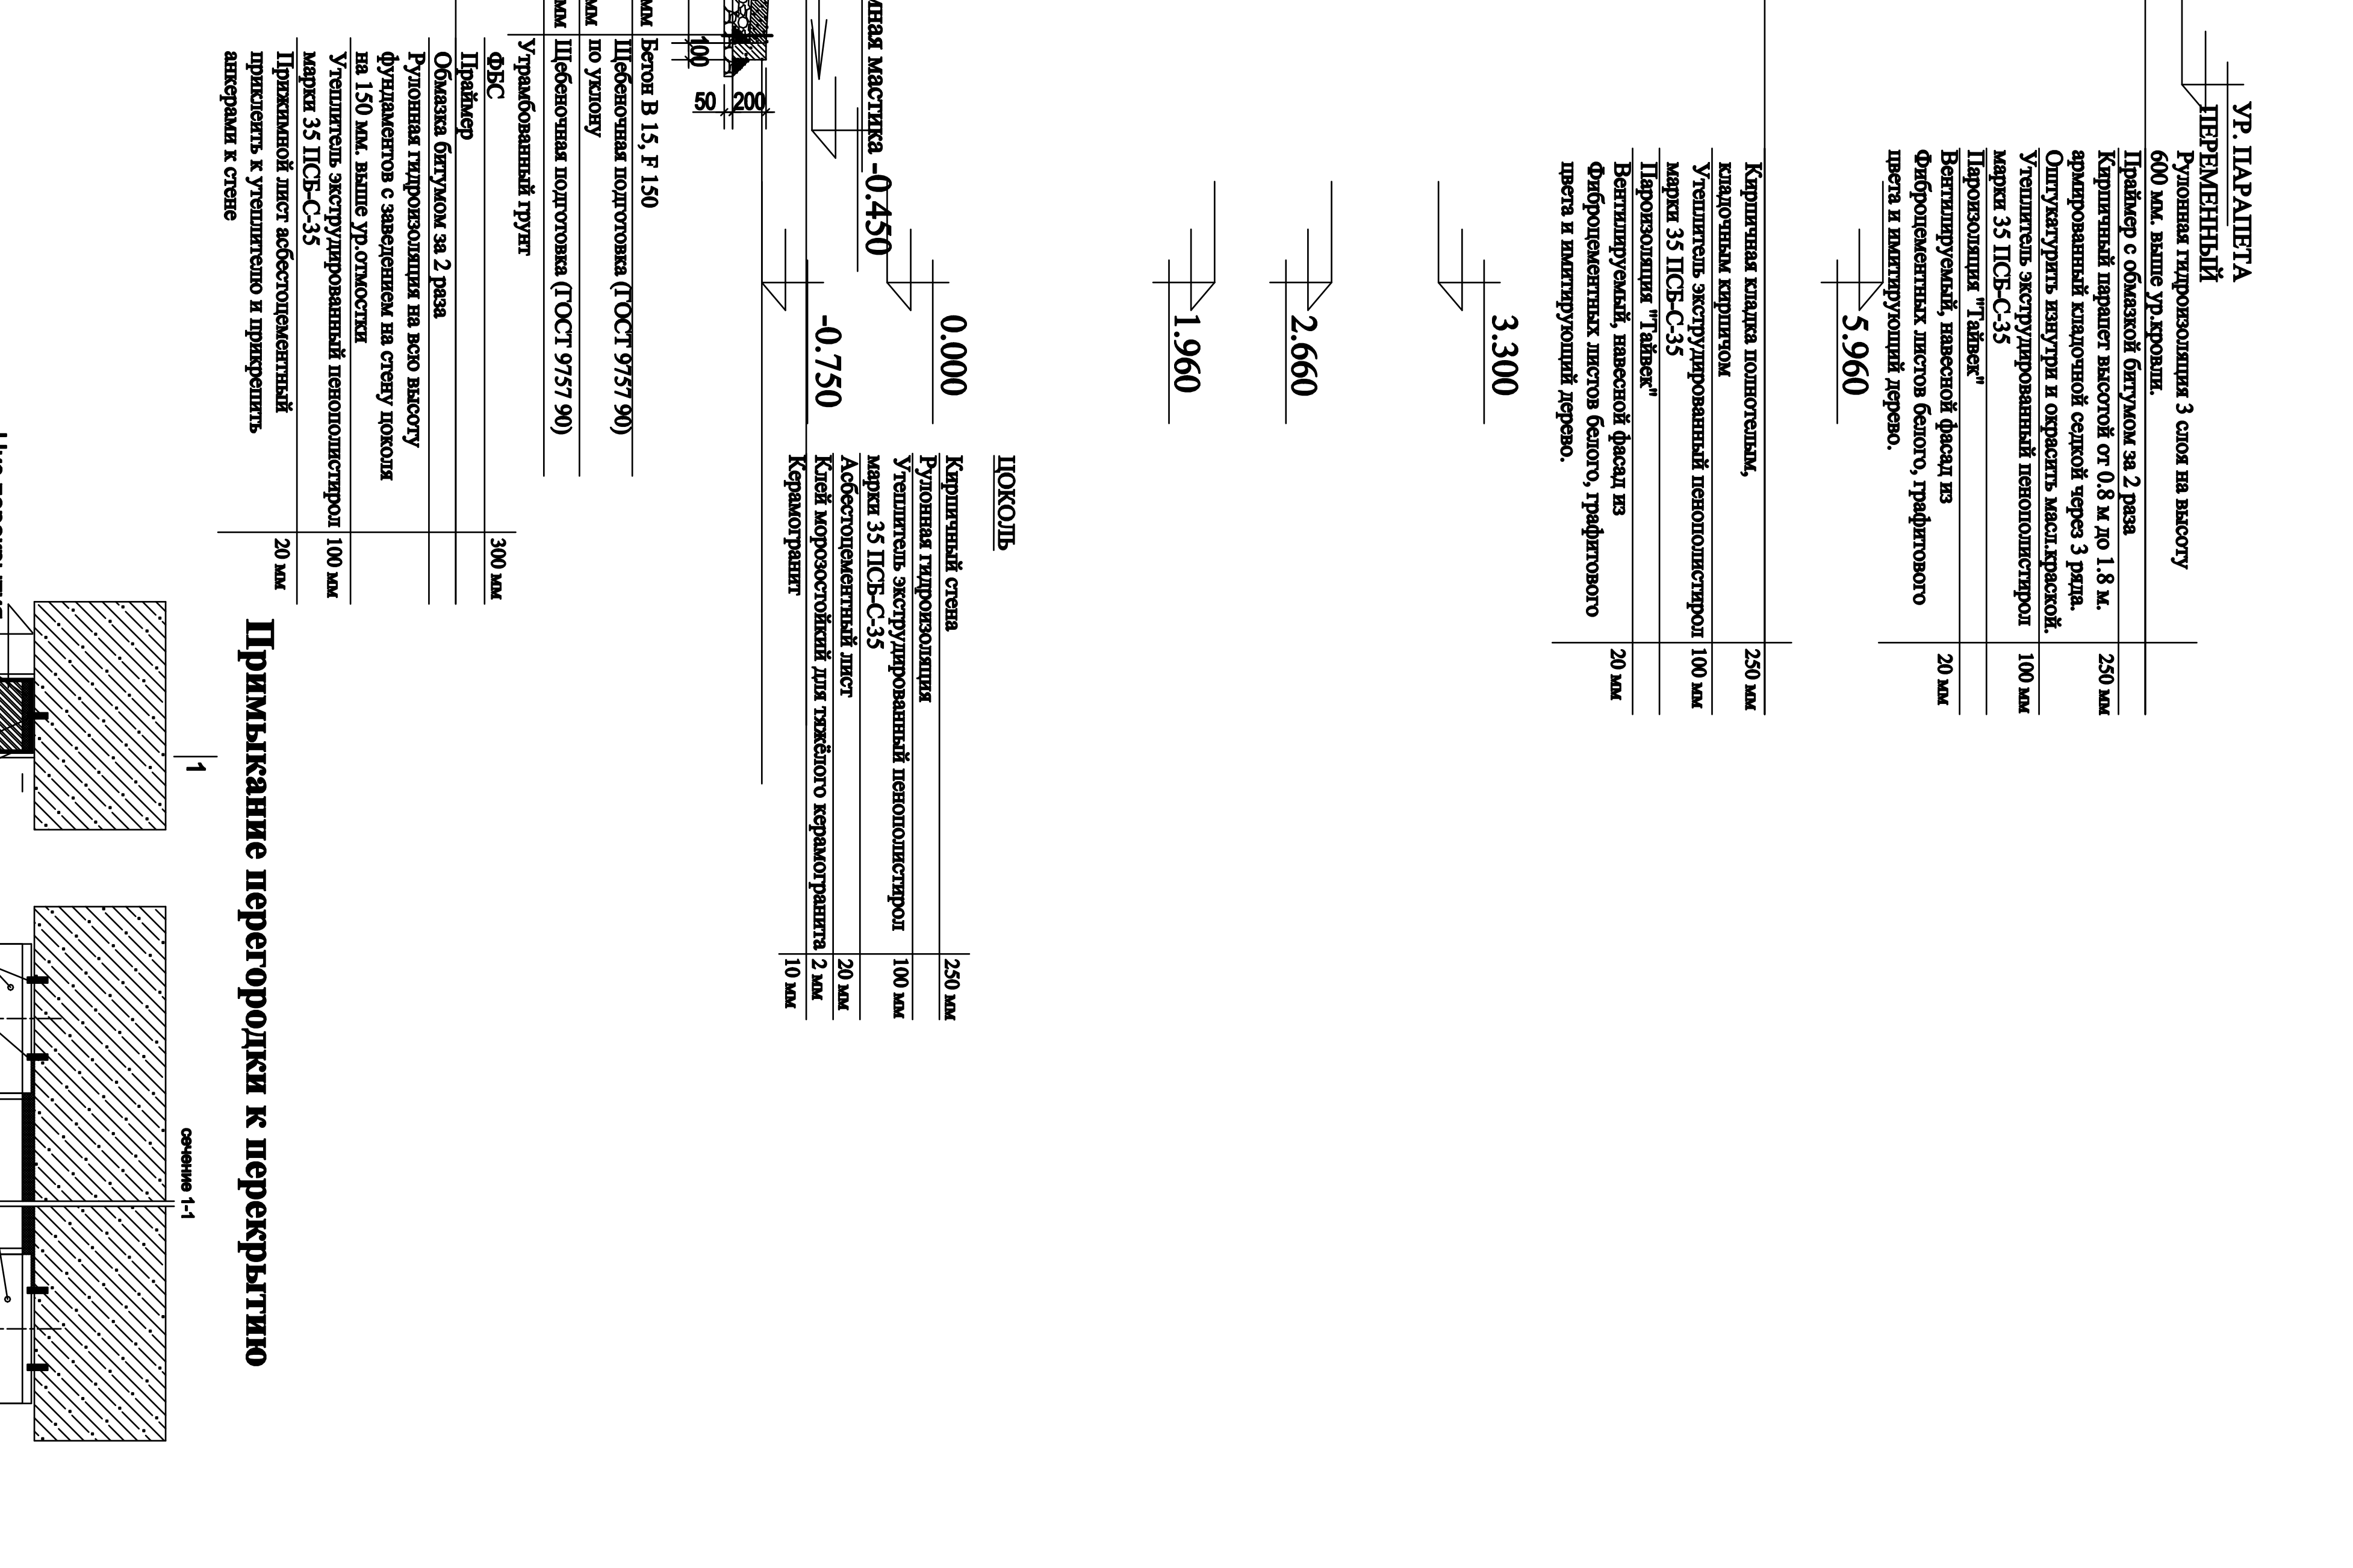 УР. ПАРАПЕТА
ПЕРЕМЕННЫЙ
Рулонная гидроизоляция 3 слоя на высоту
600 мм. выше ур.кровли.
Праймер с обмазкой битумом за 2 раза
Кирпичный парапет высотой от 0.8 м до 1.8 м. 250 мм
армированный кладочной седкой через 3 ряда.
Оштукатурить изнутри и окрасить масл.краской.
Утеплитель экструдированный пенополистирол 100 мм
марки 35 ПСБ-С-35
Пароизоляция "Тайвек"
Вентилируемый, навесной фасад из 20 мм
Фиброцементных листов белого, графитового
цвета и имитирующий дерево.
5.960
Кирпичная кладка полнотелым, 250 мм
кладочным кирпичом
Утеплитель экструдированный пенополистирол 100 мм
марки 35 ПСБ-С-35
Пароизоляция "Тайвек"
Вентилируемый, навесной фасад из 20 мм
Фиброцементных листов белого, графитового
цвета и имитирующий дерево.
3.300
2.660
1.960
0.000
ЦОКОЛЬ
Кирпичный стена 250 мм
Рулонная гидроизоляция
Утеплитель экструдированный пенополистирол 100 мм
марки 35 ПСБ-С-35
Асбестоцементный лист 20 мм
Клей морозостойкий для тяжёлого керамогранита 2 мм
Керамогранит 10 мм
мастика -0.450
-0.750
50 200
100
мм Бетон В 15, F 150
Щебеночная подготовка (ГОСТ 9757 90)
мм по уклону
мм Щебеночная подготовка (ГОСТ 9757 90)
Утрамбованный грунт
ФБС 300 мм
Праймер
Обмазка битумом за 2 раза
Рулонная гидроизоляция на всю высоту
фундаментов с заведением на стену цоколя
на 150 мм. выше ур.отмостки
Утеплитель экструдированный пенополистирол 100 мм
марки 35 ПСБ-С-35
Прижимной лист асбестоцементный 20 мм
приклеить к утеплителю и прикрепить
анкерами к стене
Примыкание перегородки к перекрытию
1
сечение 1-1